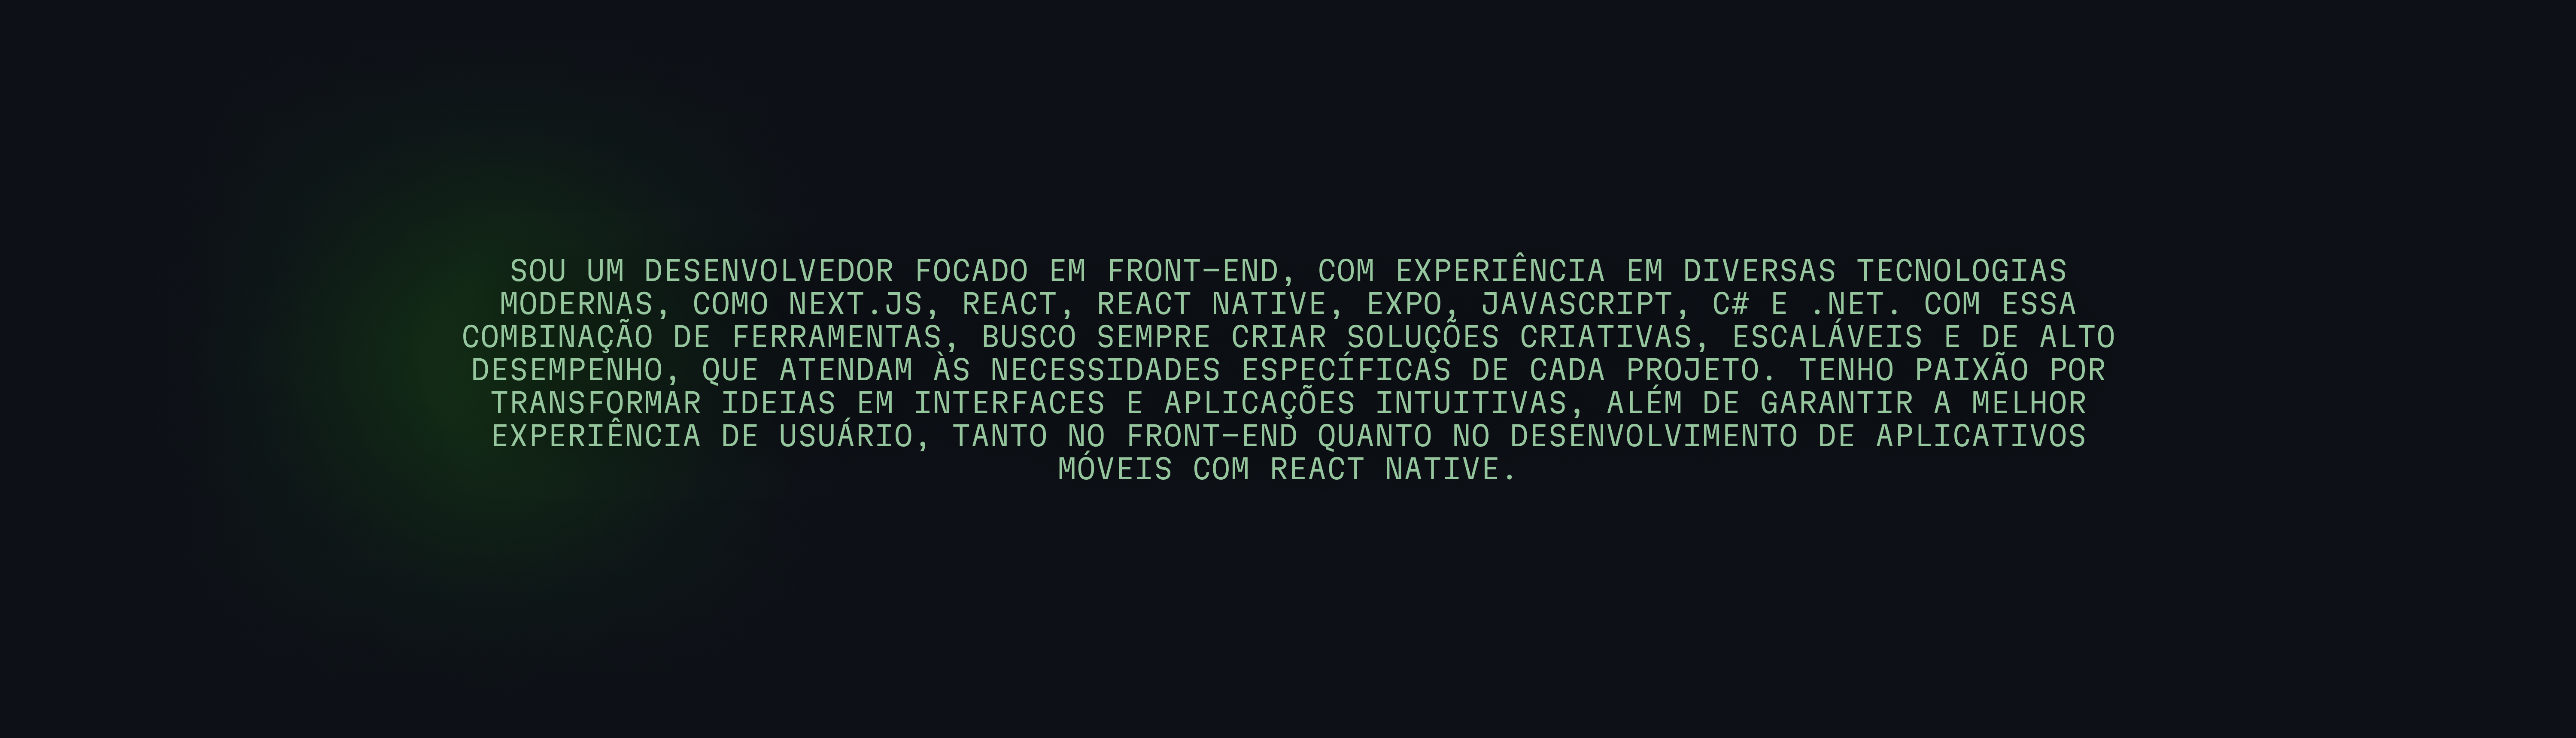 SOU UM DESENVOLVEDOR FOCADO EM FRONT-END, COM EXPERIÊNCIA EM DIVERSAS TECNOLOGIAS
MODERNAS, COMO NEXT.JS, REACT, REACT NATIVE, EXPO, JAVASCRIPT, C# E .NET. COM ESSA
COMBINAÇÃO DE FERRAMENTAS, BUSCO SEMPRE CRIAR SOLUÇÕES CRIATIVAS, ESCALÁVEIS E DE ALTO
DESEMPENHO, QUE ATENDAM ÀS NECESSIDADES ESPECÍFICAS DE CADA PROJETO. TENHO PAIXÃO POR
TRANSFORMAR IDEIAS EM INTERFACES E APLICAÇÕES INTUITIVAS, ALÉM DE GARANTIR A MELHOR
EXPERIÊNCIA DE USUÁRIO, TANTO NO FRONT-END QUANTO NO DESENVOLVIMENTO DE APLICATIVOS
MÓVEIS COM REACT NATIVE.